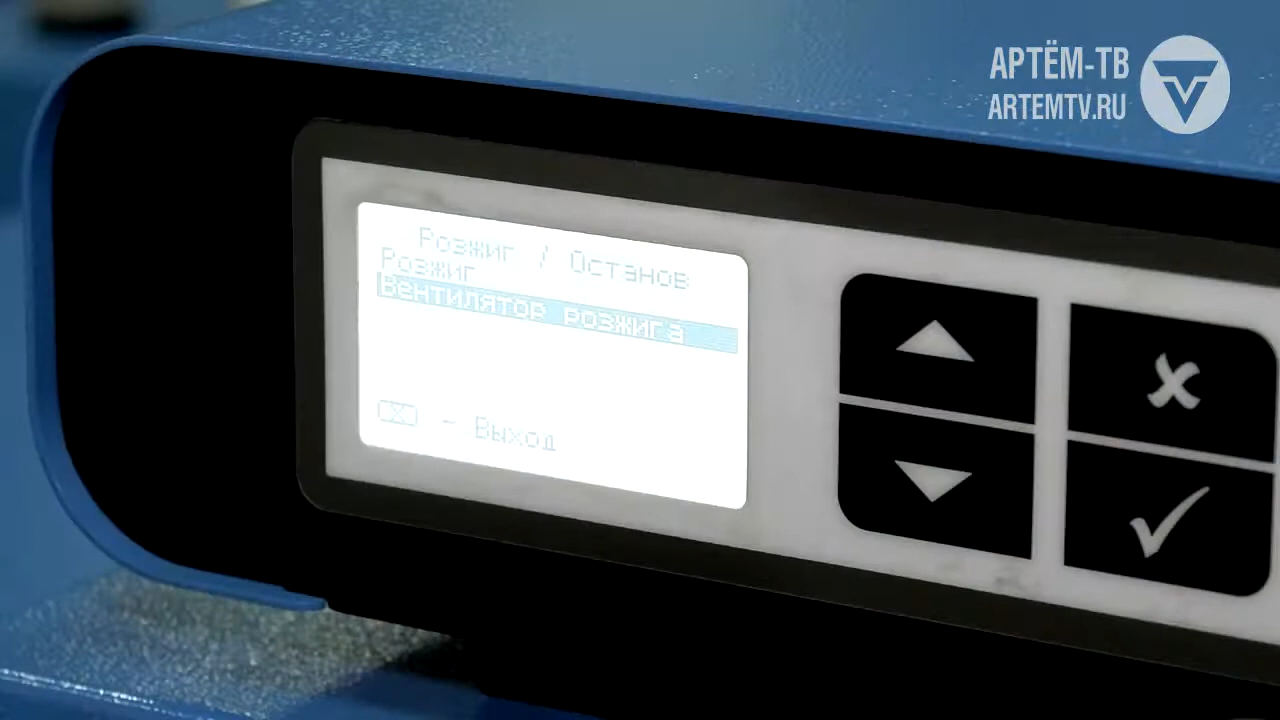 АРТЁМ-ТВ
ARTEMTV.RU
Розжиг / Останов
Розжиг
Вентилятор розжига
X - Выход